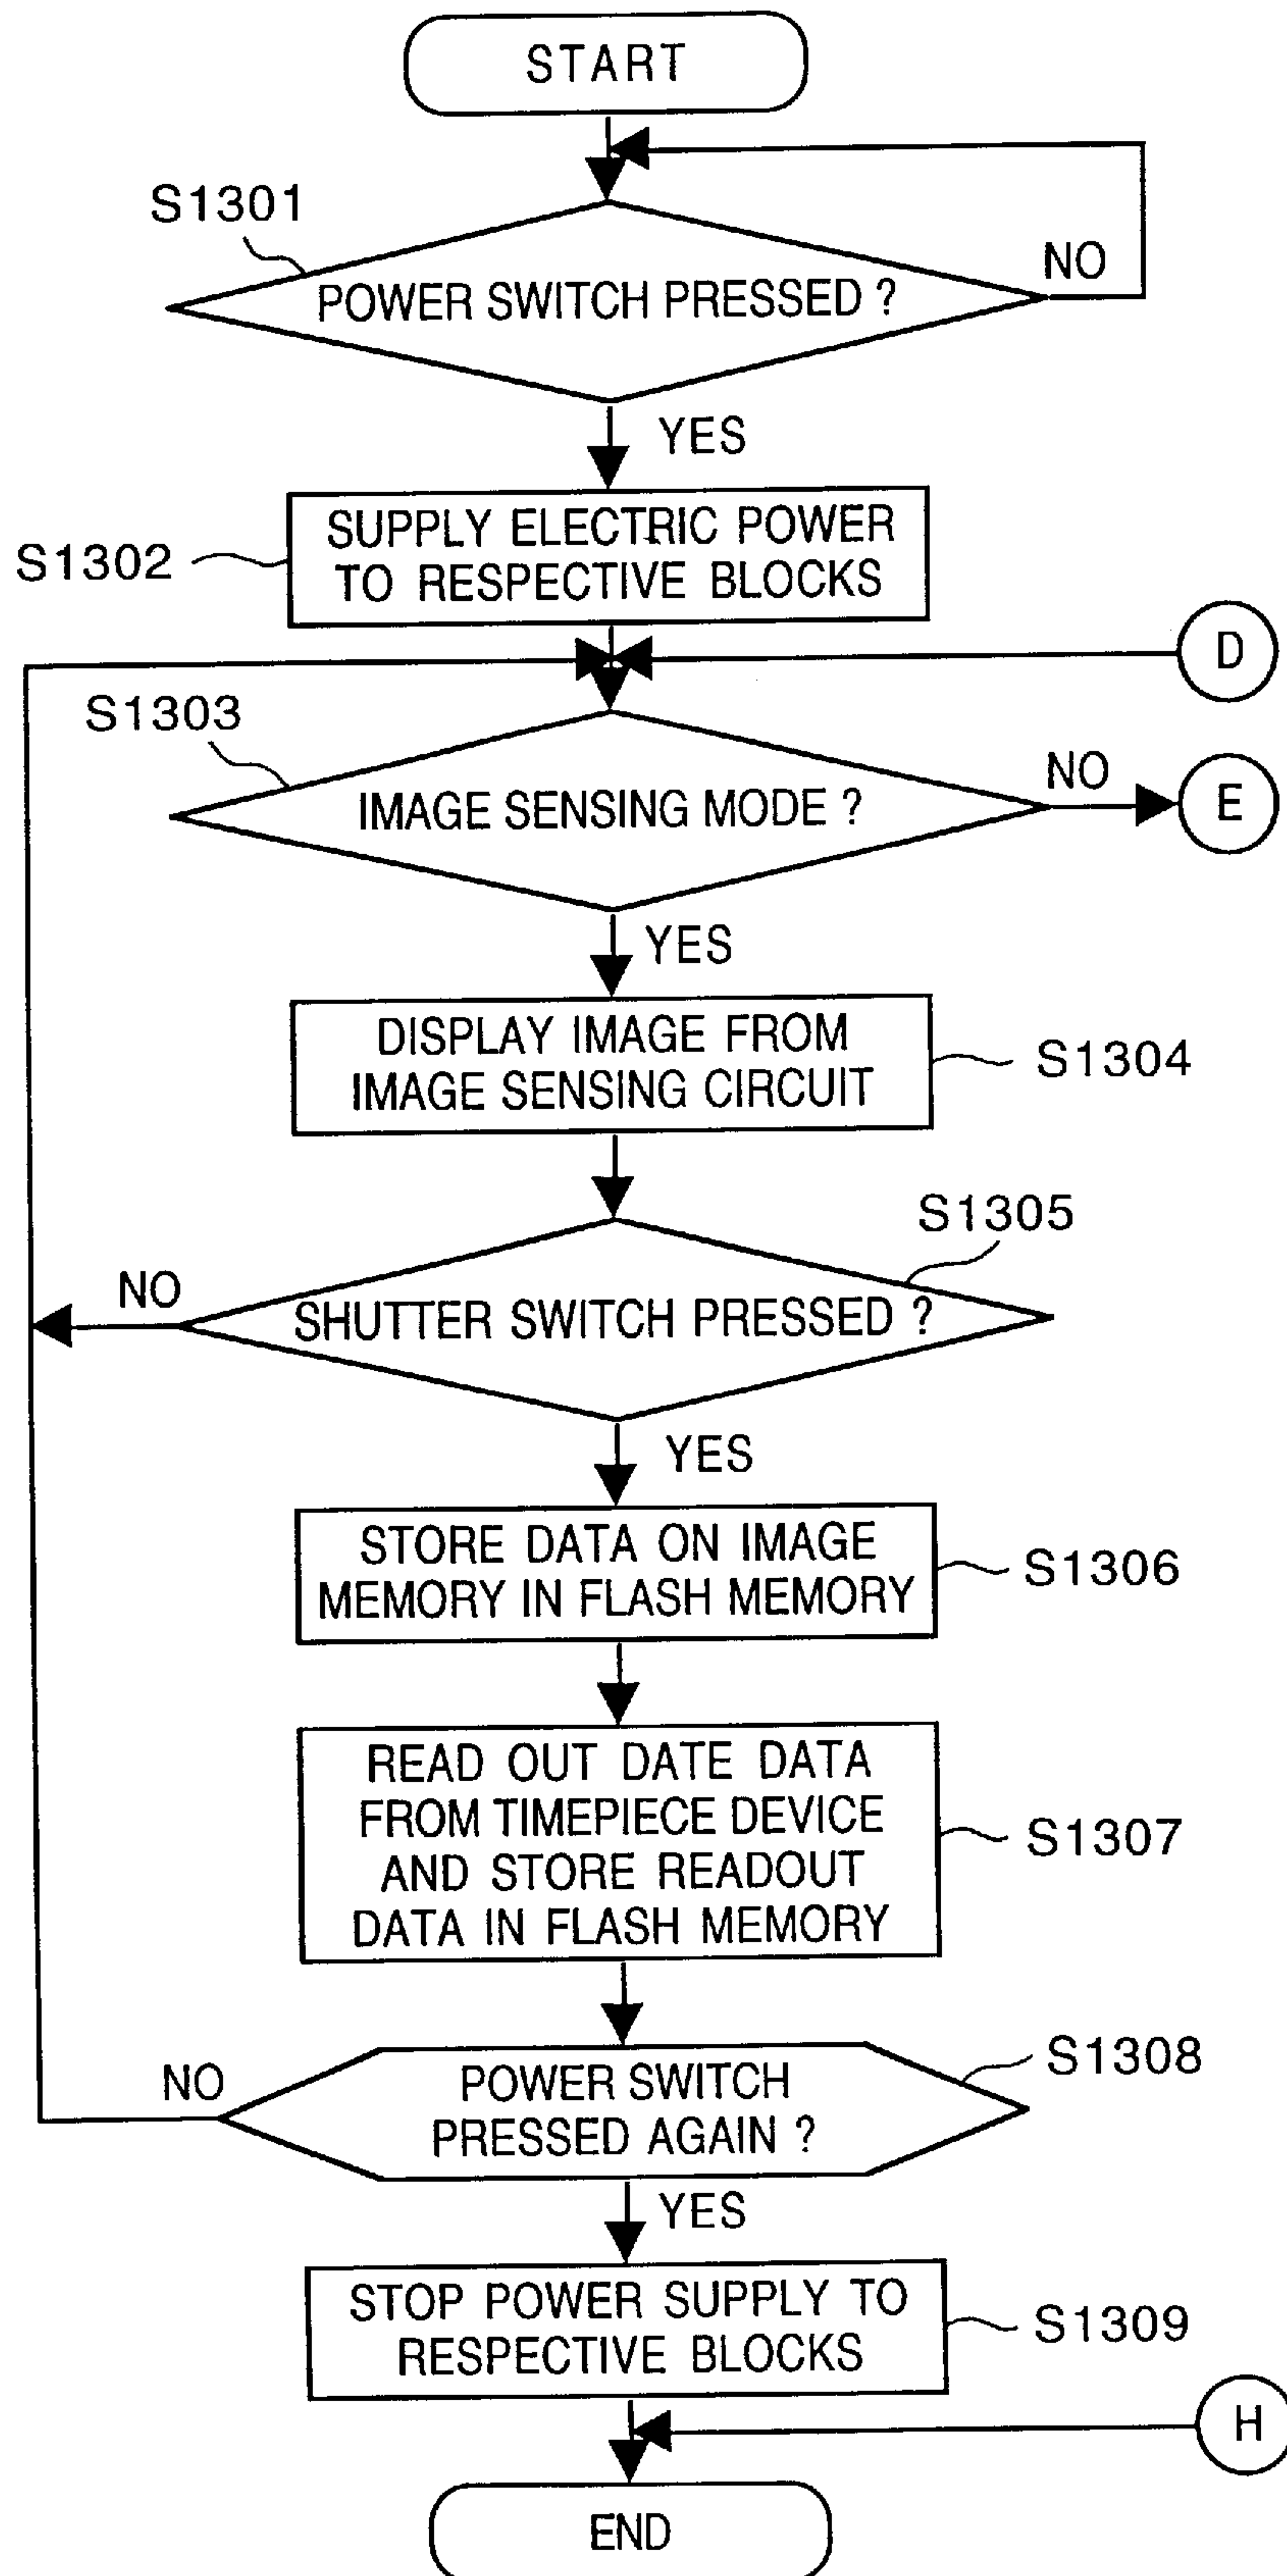 START
S1301
NO
POWER SWITCH PRESSED ?
YES
SUPPLY ELECTRIC POWER
TO RESPECTIVE BLOCKS
S1302
D
S1303
NO
IMAGE SENSING MODE ?
E
YES
DISPLAY IMAGE FROM
IMAGE SENSING CIRCUIT
S1304
S1305
NO
SHUTTER SWITCH PRESSED ?
YES
STORE DATA ON IMAGE
MEMORY IN FLASH MEMORY
S1306
READ OUT DATE DATA
FROM TIMEPIECE DEVICE
AND STORE READOUT
DATA IN FLASH MEMORY
S1307
S1308
NO
POWER SWITCH
PRESSED AGAIN ?
YES
STOP POWER SUPPLY TO
RESPECTIVE BLOCKS
S1309
H
END